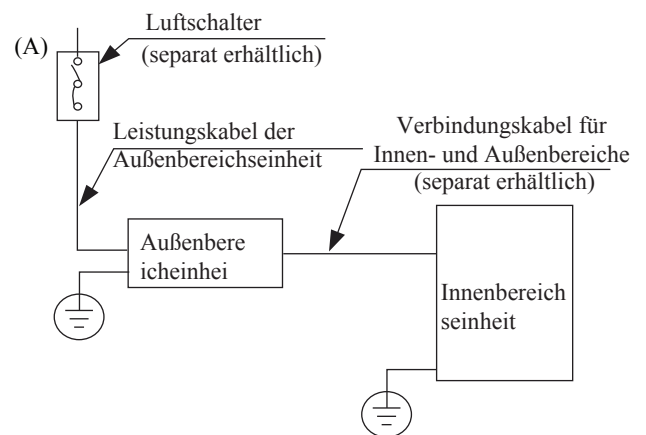 (A)
Luftschalter
(separat erhältlich)
Leistungskabel der
Außenbereichseinheit
Verbindungskabel für
Innen- und Außenbereiche
(separat erhältlich)
Außenbere
icheinhei
Innenbereich
seinheit